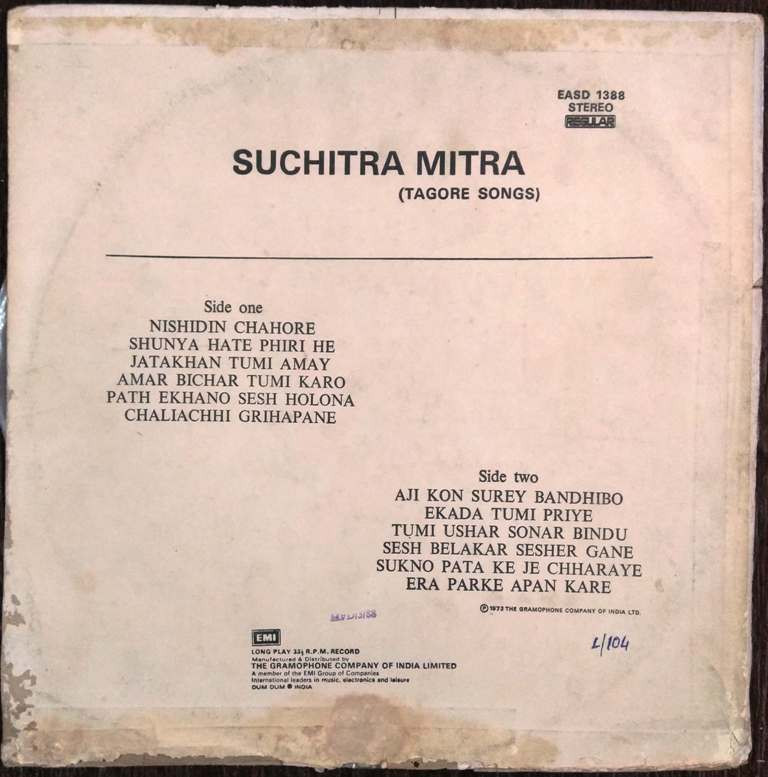 EASD 1388
STEREO
REGULAR
SUCHITRA MITRA
(TAGORE SONGS)
Side one
NISHIDIN CHAHORE
SHUNYA HATE PHIRI HE
JATAKHAN TUMI AMAY
AMAR BICHAR TUMI KARO
PATH EKHANO SESH HOLONA
CHALIACHHI GRIHAPANE
Side two
AJI KON SUREY BANDHIBO
EKADA TUMI PRIYE
TUMI USHAR SONAR BINDU
SESH BELAKAR SESHER GANE
SUKNO PATA KE JE CHHARAYE
ERA PARKE APAN KARE
Ⓟ 1973 THE GRAMOPHONE COMPANY OF INDIA LTD.
L/104
EMI
LONG PLAY 33⅓ R.P.M. RECORD
Manufactured & Distributed by
THE GRAMOPHONE COMPANY OF INDIA LIMITED
A member of the EMI Group of Companies
International leaders in music, electronics and leisure
DUM DUM ● INDIA